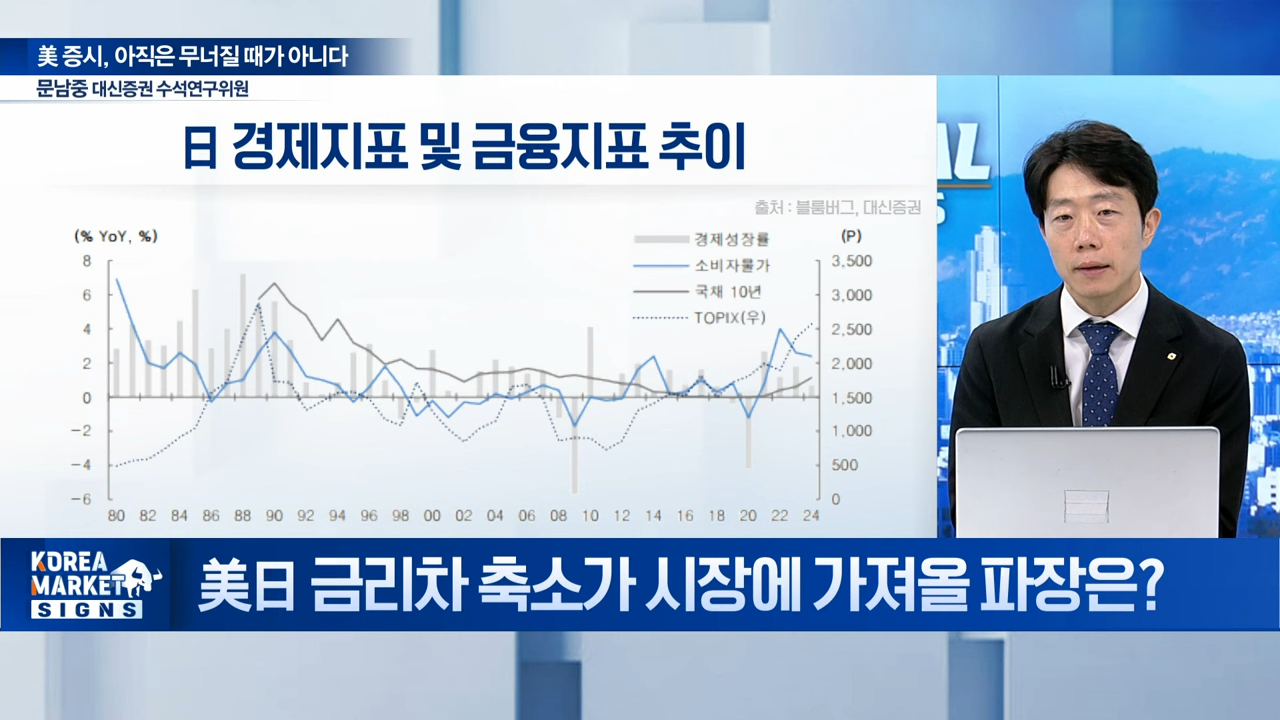 美 증시, 아직은 무너질 때가 아니다
문남중 대신증권 수석연구위원
日 경제지표 및 금융지표 추이
출처 : 블룸버그, 대신증권
(% YoY, %)
(P)
경제성장률
소비자물가
국채 10년
TOPIX(우)
8
6
4
2
0
−2
−4
−6
3,500
3,000
2,500
2,000
1,500
1,000
500
0
80 82 84 86 88 90 92 94 96 98 00 02 04 06 08 10 12 14 16 18 20 22 24
AL
S
KOREA
MARKET
SIGNS
美日 금리차 축소가 시장에 가져올 파장은?